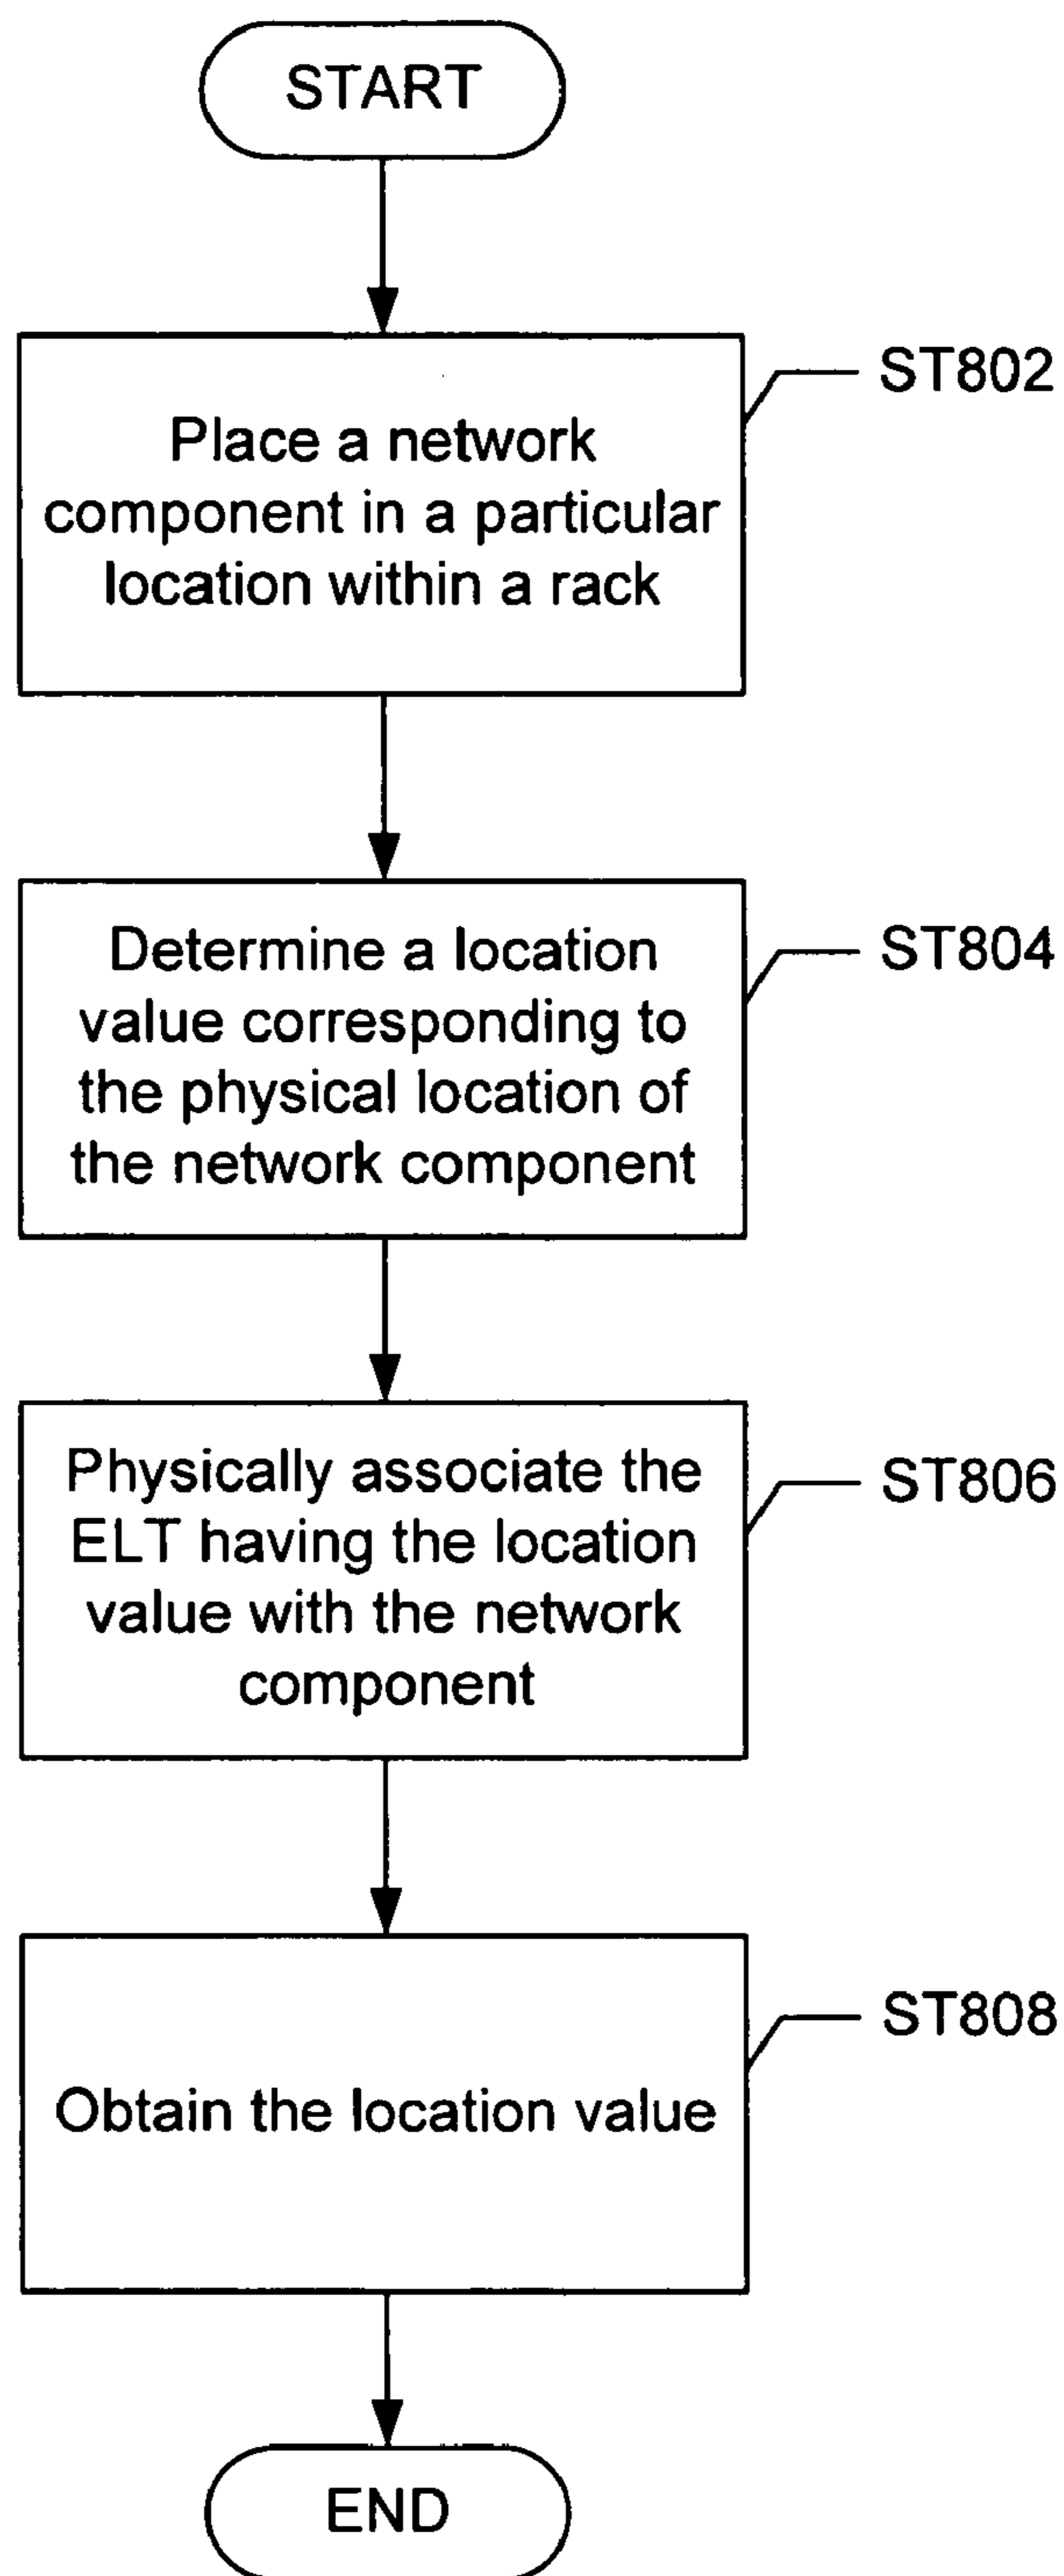 START
ST802
Place a network
component in a particular
location within a rack
ST804
Determine a location
value corresponding to
the physical location of
the network component
ST806
Physically associate the
ELT having the location
value with the network
component
ST808
Obtain the location value
END